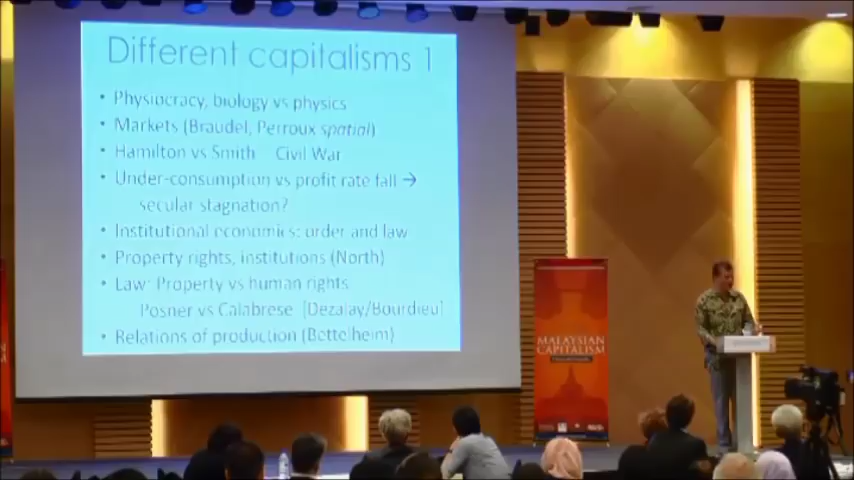 Different capitalisms 1
• Physiocracy, biology vs physics
• Markets (Braudel, Perroux spatial)
• Hamilton vs Smith Civil War
• Under-consumption vs profit rate fall →
secular stagnation?
• Institutional economics: order and law
• Property rights, institutions (North)
• Law: Property vs human rights
Posner vs Calabrese [Dezalay/Bourdieu]
• Relations of production (Bettelheim)
MALAYSIAN
CAPITALISM